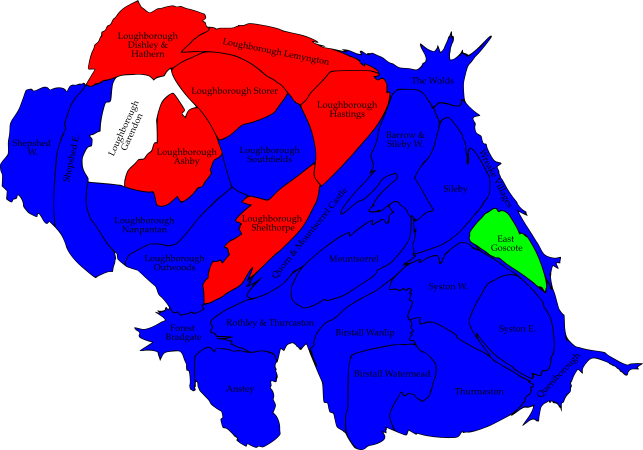 Loughborough
Dishley &
Hathern
Loughborough Lemyngton
The Wolds
Loughborough Storer
Loughborough
Hastings
Loughborough
Garendon
Barrow &
Sileby W.
Shepshed
W.
Shepshed E.
Loughborough
Ashby
Loughborough
Southfields
Sileby
Loughborough
Nanpantan
Loughborough
Shelthorpe
Quorn & Mountsorrel Castle
East
Goscote
Loughborough
Outwoods
Mountsorrel
Syston W.
Forest
Bradgate
Rothley & Thurcaston
Birstall Wanlip
Syston E.
Anstey
Birstall Watermead
Thurmaston
Queniborough